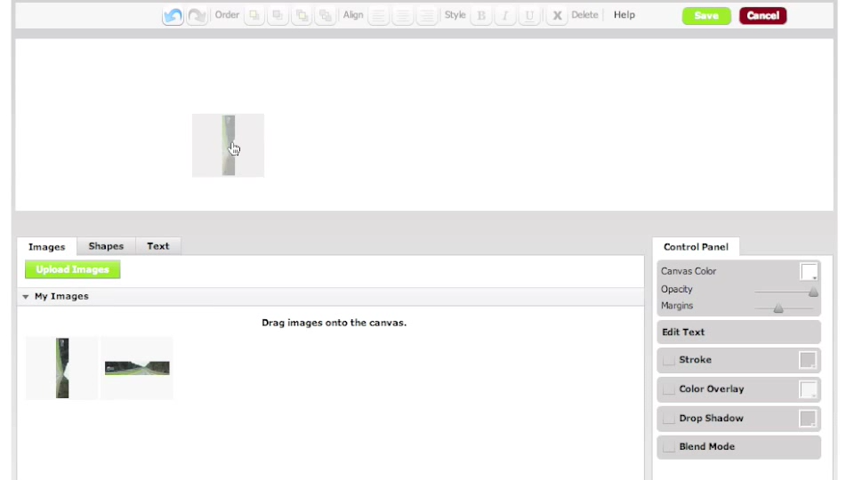 Order Align Style B I U X Delete Help Save Cancel
Images Shapes Text
Upload Images
My Images
Drag images onto the canvas.
Control Panel
Canvas Color
Opacity
Margins
Edit Text
Stroke
Color Overlay
Drop Shadow
Blend Mode